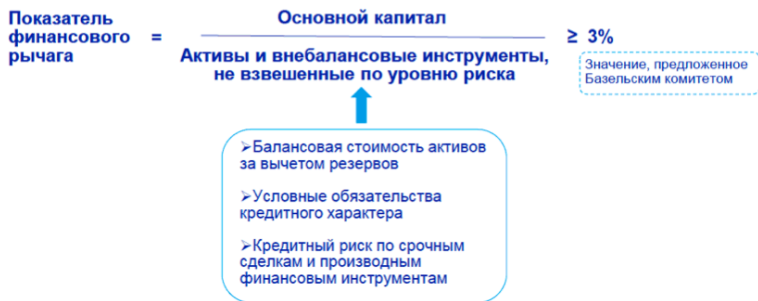 Показатель
финансового
рычага
=
Основной капитал
Активы и внебалансовые инструменты,
не взвешенные по уровню риска
≥ 3%
Значение, предложенное
Базельским комитетом
➢Балансовая стоимость активов
за вычетом резервов
➢Условные обязательства
кредитного характера
➢Кредитный риск по срочным
сделкам и производным
финансовым инструментам